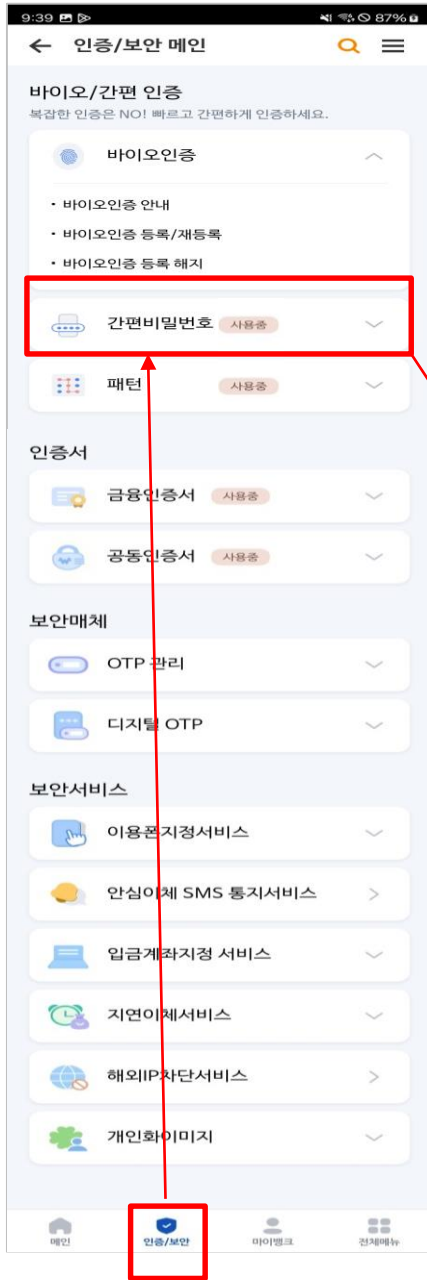 9:39
87%
인증/보안 메인
바이오/간편 인증
복잡한 인증은 NO! 빠르고 간편하게 인증하세요.
바이오인증
· 바이오인증 안내
· 바이오인증 등록/재등록
· 바이오인증 등록 해지
간편비밀번호 사용중
패턴 사용중
인증서
금융인증서 사용중
공동인증서 사용중
보안매체
OTP 관리
디지털 OTP
보안서비스
이용폰지정서비스
안심이체 SMS 통지서비스
입금계좌지정 서비스
지연이체서비스
해외IP차단서비스
개인화이미지
메인 인증/보안 마이뱅크 전체메뉴